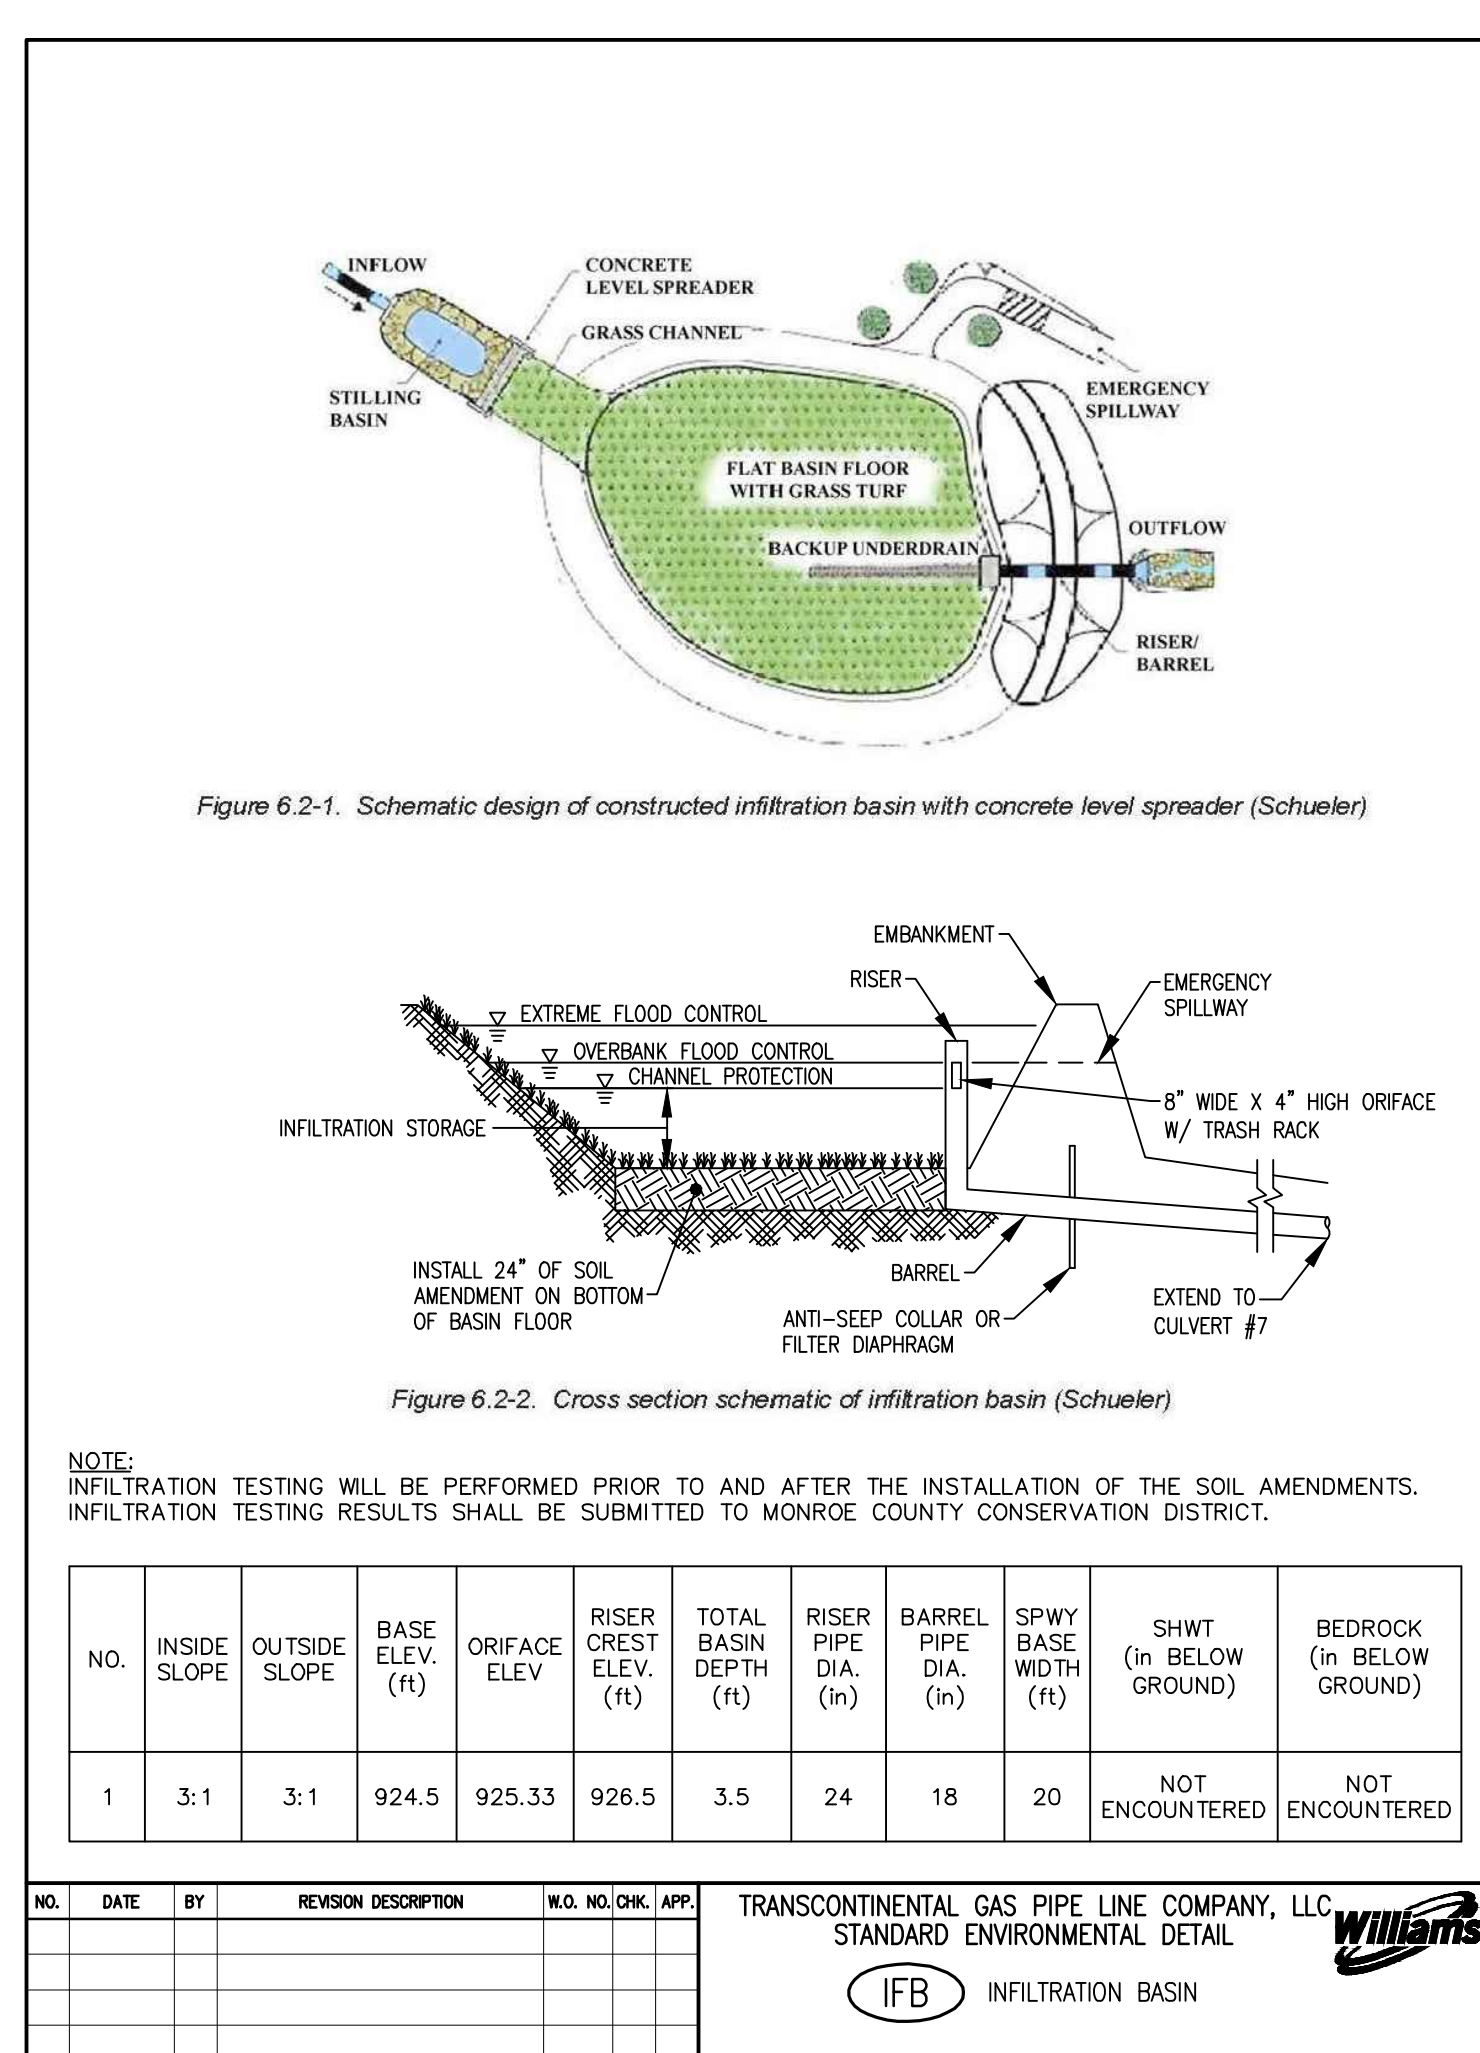 INFLOW
CONCRETE
LEVEL SPREADER
GRASS CHANNEL
STILLING
BASIN
EMERGENCY
SPILLWAY
FLAT BASIN FLOOR
WITH GRASS TURF
BACKUP UNDERDRAIN
OUTFLOW
RISER/
BARREL
Figure 6.2-1. Schematic design of constructed infiltration basin with concrete level spreader (Schueler)
EMBANKMENT
RISER
EMERGENCY
SPILLWAY
EXTREME FLOOD CONTROL
OVERBANK FLOOD CONTROL
CHANNEL PROTECTION
8" WIDE X 4" HIGH ORIFACE
W/ TRASH RACK
INFILTRATION STORAGE
INSTALL 24" OF SOIL
AMENDMENT ON BOTTOM
OF BASIN FLOOR
BARREL
ANTI-SEEP COLLAR OR
FILTER DIAPHRAGM
EXTEND TO
CULVERT #7
Figure 6.2-2. Cross section schematic of infiltration basin (Schueler)
NOTE:
INFILTRATION TESTING WILL BE PERFORMED PRIOR TO AND AFTER THE INSTALLATION OF THE SOIL AMENDMENTS.
INFILTRATION TESTING RESULTS SHALL BE SUBMITTED TO MONROE COUNTY CONSERVATION DISTRICT.
NO.
INSIDE
SLOPE
OUTSIDE
SLOPE
BASE
ELEV.
(ft)
ORIFACE
ELEV
RISER
CREST
ELEV.
(ft)
TOTAL
BASIN
DEPTH
(ft)
RISER
PIPE
DIA.
(in)
BARREL
PIPE
DIA.
(in)
SPWY
BASE
WIDTH
(ft)
SHWT
(in BELOW
GROUND)
BEDROCK
(in BELOW
GROUND)
1
3:1
3:1
924.5
925.33
926.5
3.5
24
18
20
NOT
ENCOUNTERED
NOT
ENCOUNTERED
NO. DATE BY REVISION DESCRIPTION W.O. NO. CHK. APP.
TRANSCONTINENTAL GAS PIPE LINE COMPANY, LLC
STANDARD ENVIRONMENTAL DETAIL
Williams
IFB INFILTRATION BASIN